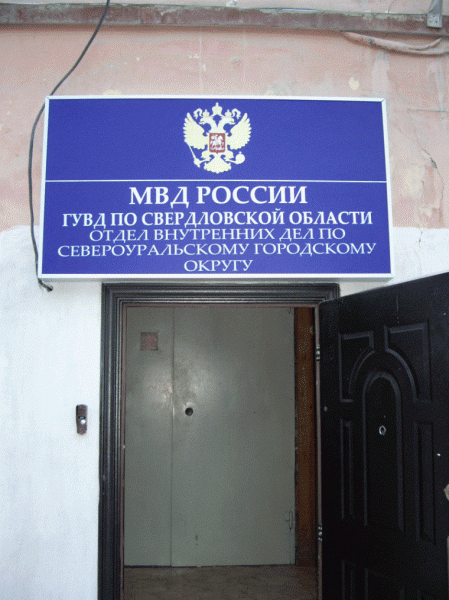 МВД РОССИИ
ГУВД ПО СВЕРДЛОВСКОЙ ОБЛАСТИ
ОТДЕЛ ВНУТРЕННИХ ДЕЛ ПО
СЕВЕРОУРАЛЬСКОМУ ГОРОДСКОМУ
ОКРУГУ